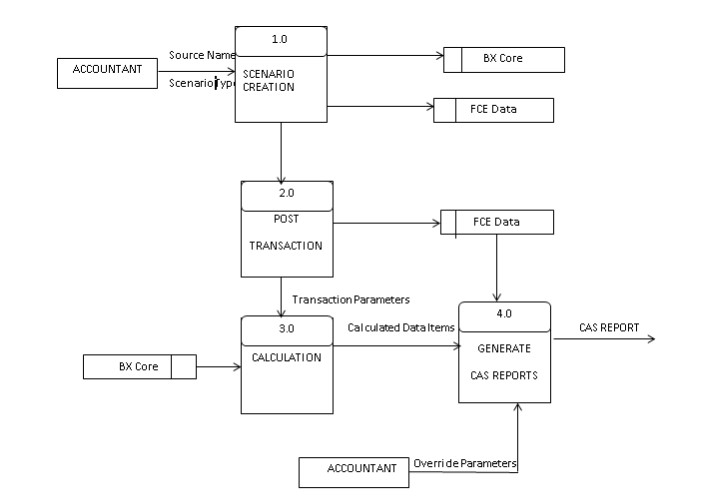 1.0
Source Name
BX Core
ACCOUNTANT
SCENARIO
CREATION
ScenarioType
FCE Data
2.0
POST
TRANSACTION
FCE Data
Transaction Parameters
4.0
3.0
Calculated Data Items
CAS REPORT
GENERATE
CALCULATION
BX Core
CAS REPORTS
ACCOUNTANT
Override Parameters